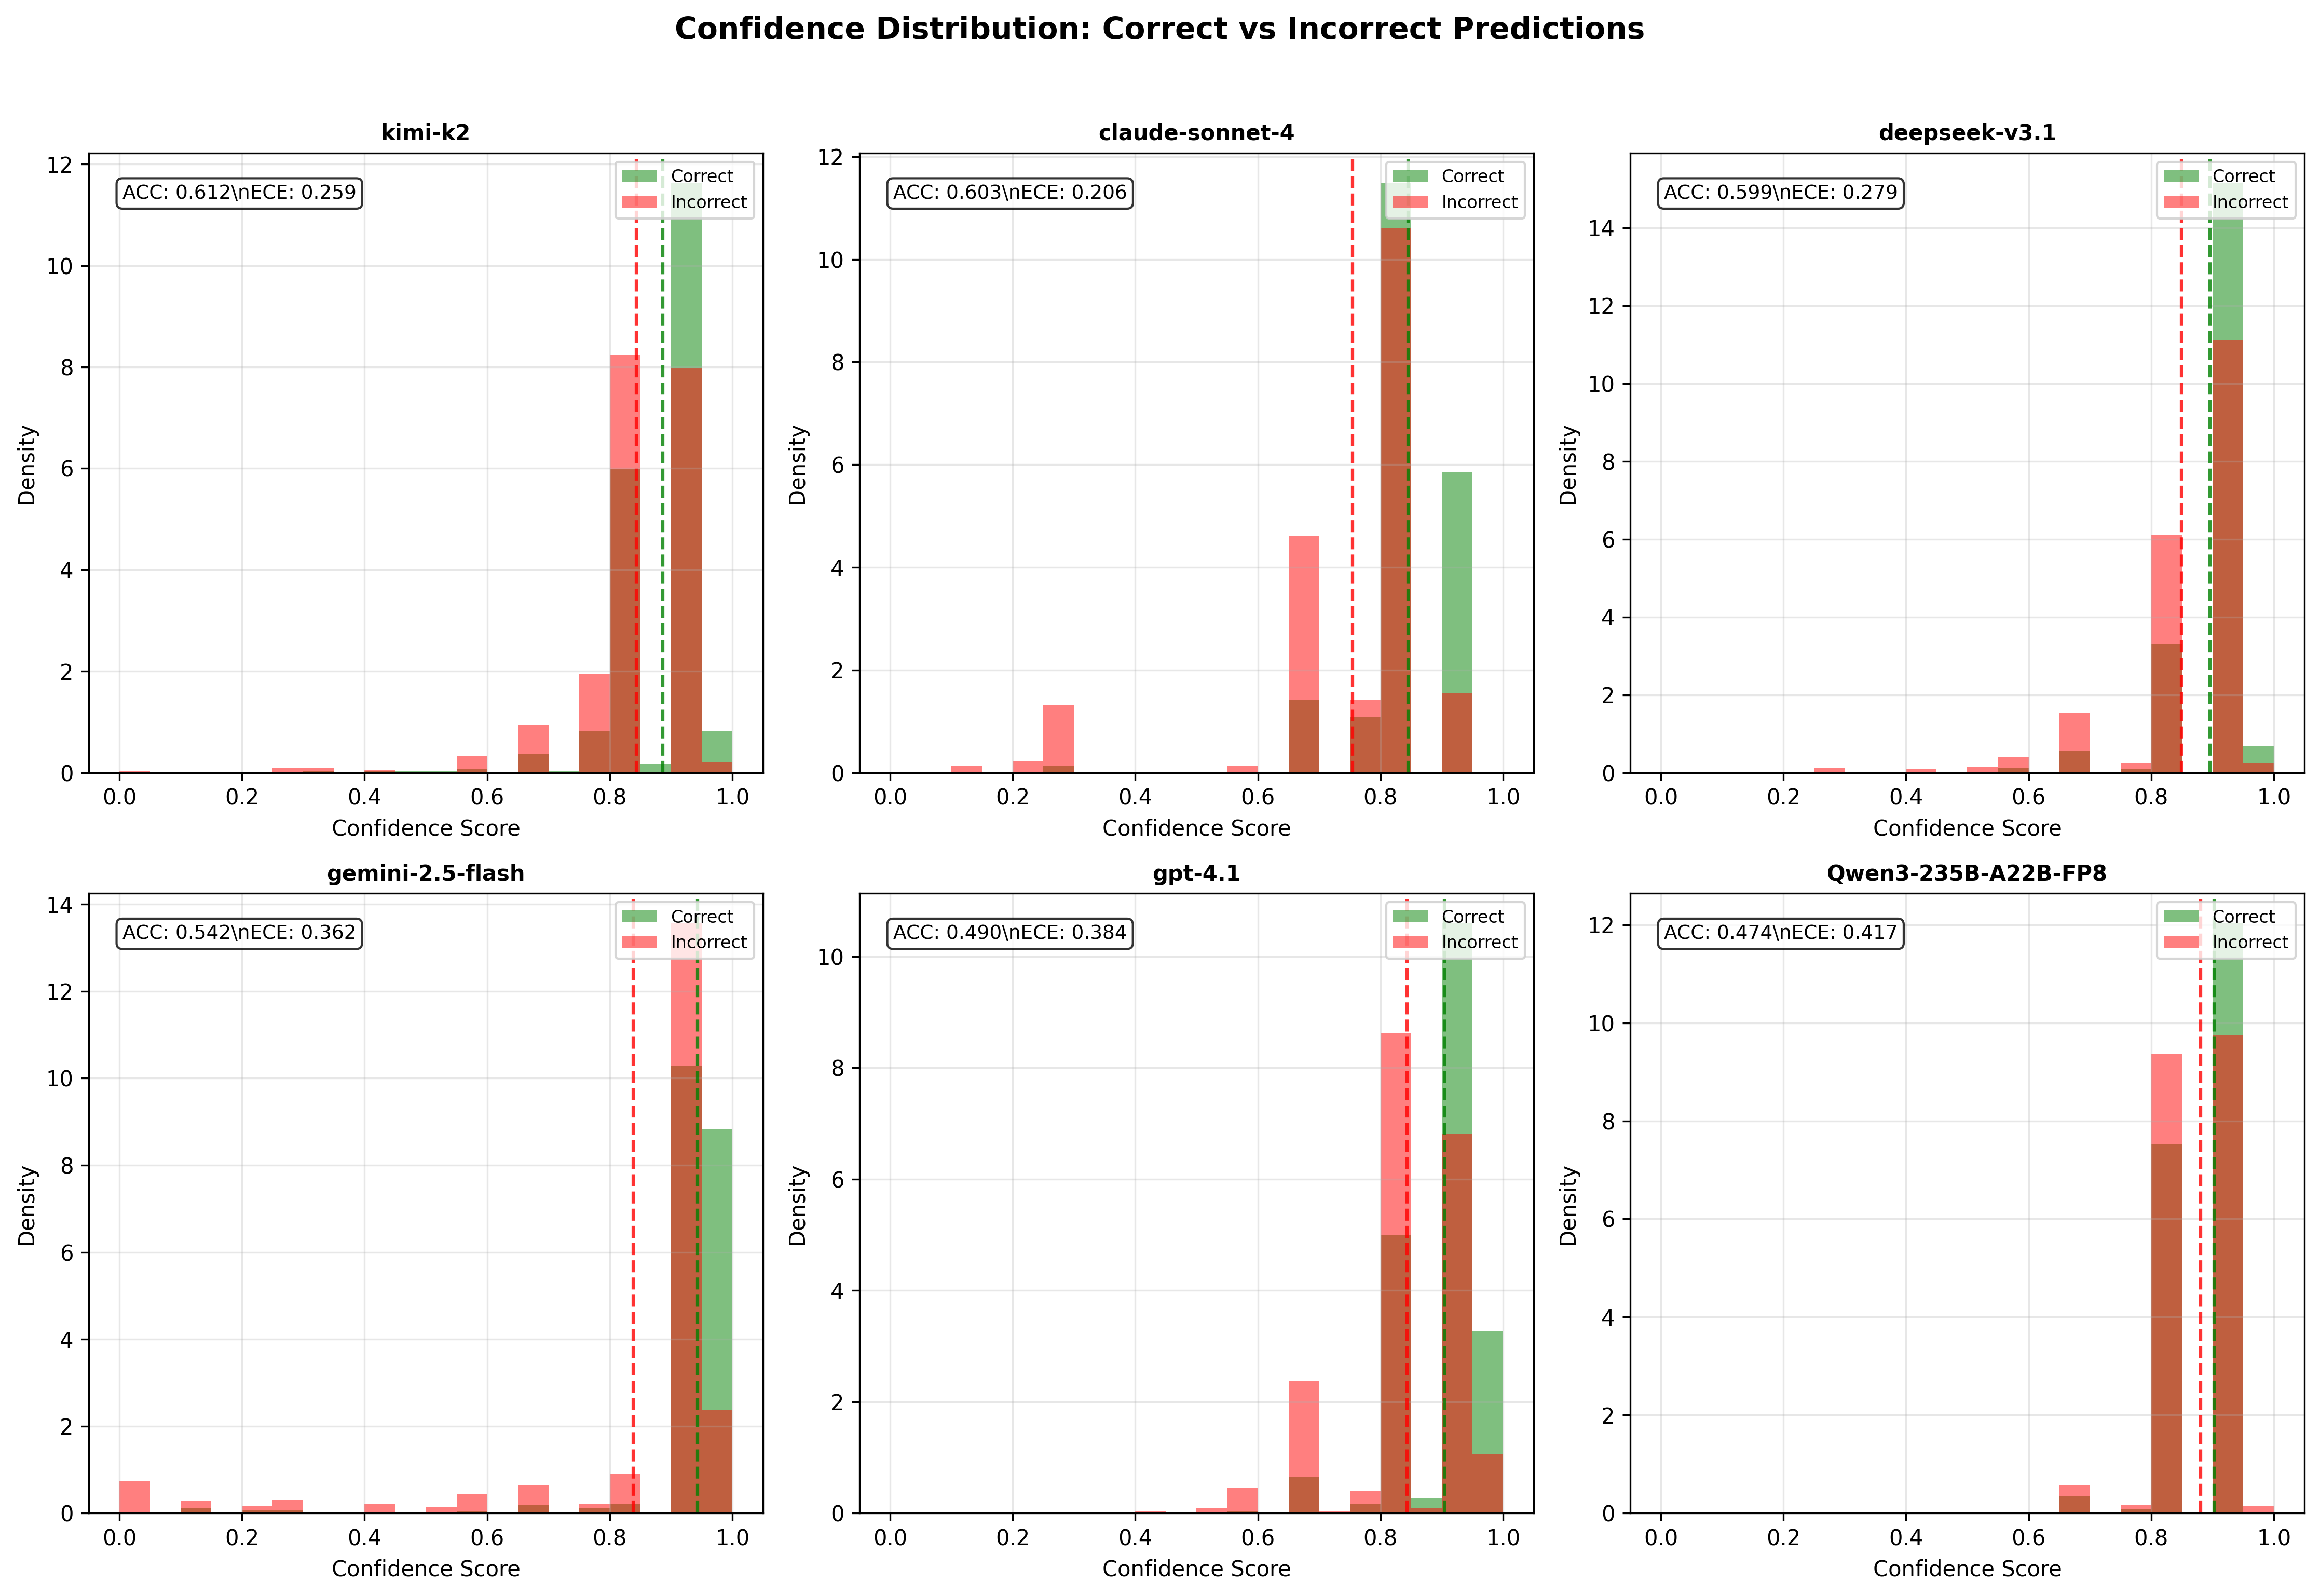 Confidence Distribution: Correct vs Incorrect Predictions
kimi-k2
ACC: 0.612\nECE: 0.259
Correct
Incorrect
12
10
8
6
4
2
0
Density
0.0 0.2 0.4 0.6 0.8 1.0
Confidence Score
claude-sonnet-4
ACC: 0.603\nECE: 0.206
Correct
Incorrect
12
10
8
6
4
2
0
Density
0.0 0.2 0.4 0.6 0.8 1.0
Confidence Score
deepseek-v3.1
ACC: 0.599\nECE: 0.279
Correct
Incorrect
14
12
10
8
6
4
2
0
Density
0.0 0.2 0.4 0.6 0.8 1.0
Confidence Score
gemini-2.5-flash
ACC: 0.542\nECE: 0.362
Correct
Incorrect
14
12
10
8
6
4
2
0
Density
0.0 0.2 0.4 0.6 0.8 1.0
Confidence Score
gpt-4.1
ACC: 0.490\nECE: 0.384
Correct
Incorrect
10
8
6
4
2
0
Density
0.0 0.2 0.4 0.6 0.8 1.0
Confidence Score
Qwen3-235B-A22B-FP8
ACC: 0.474\nECE: 0.417
Correct
Incorrect
12
10
8
6
4
2
0
Density
0.0 0.2 0.4 0.6 0.8 1.0
Confidence Score